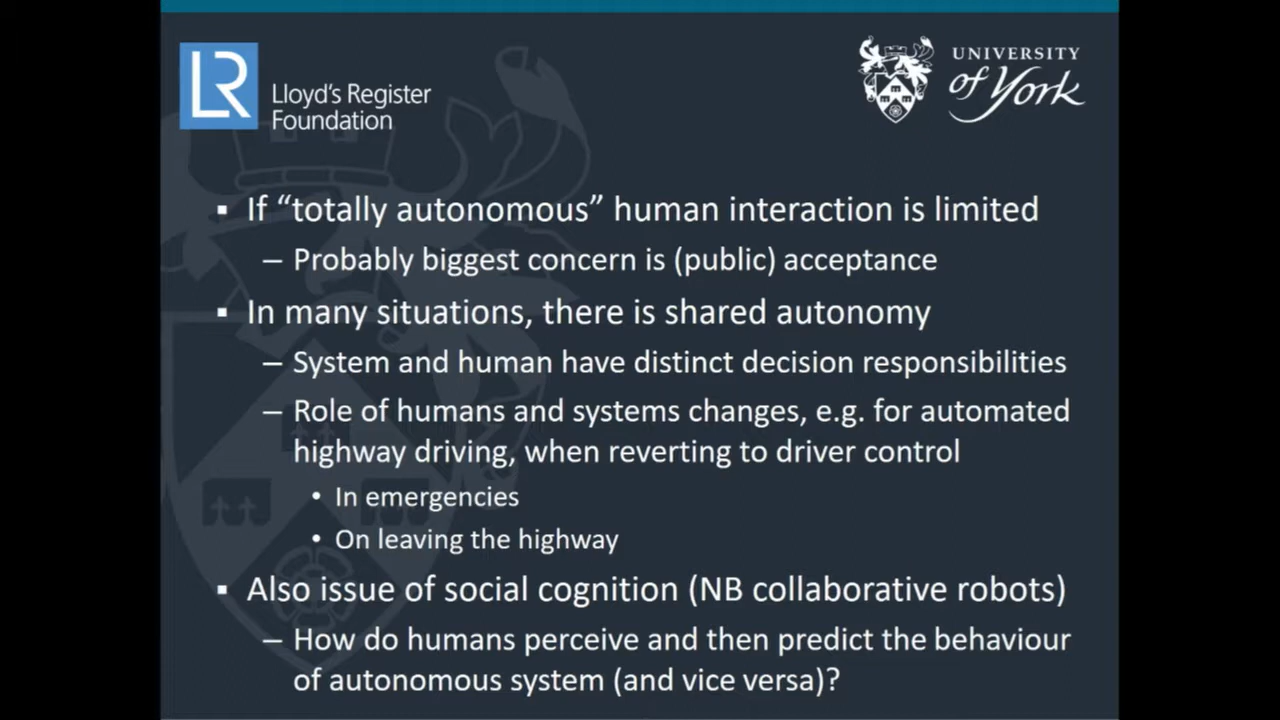 Lloyd's Register
Foundation
UNIVERSITY
of York
▪ If “totally autonomous” human interaction is limited
– Probably biggest concern is (public) acceptance
▪ In many situations, there is shared autonomy
– System and human have distinct decision responsibilities
– Role of humans and systems changes, e.g. for automated
highway driving, when reverting to driver control
• In emergencies
• On leaving the highway
▪ Also issue of social cognition (NB collaborative robots)
– How do humans perceive and then predict the behaviour
of autonomous system (and vice versa)?